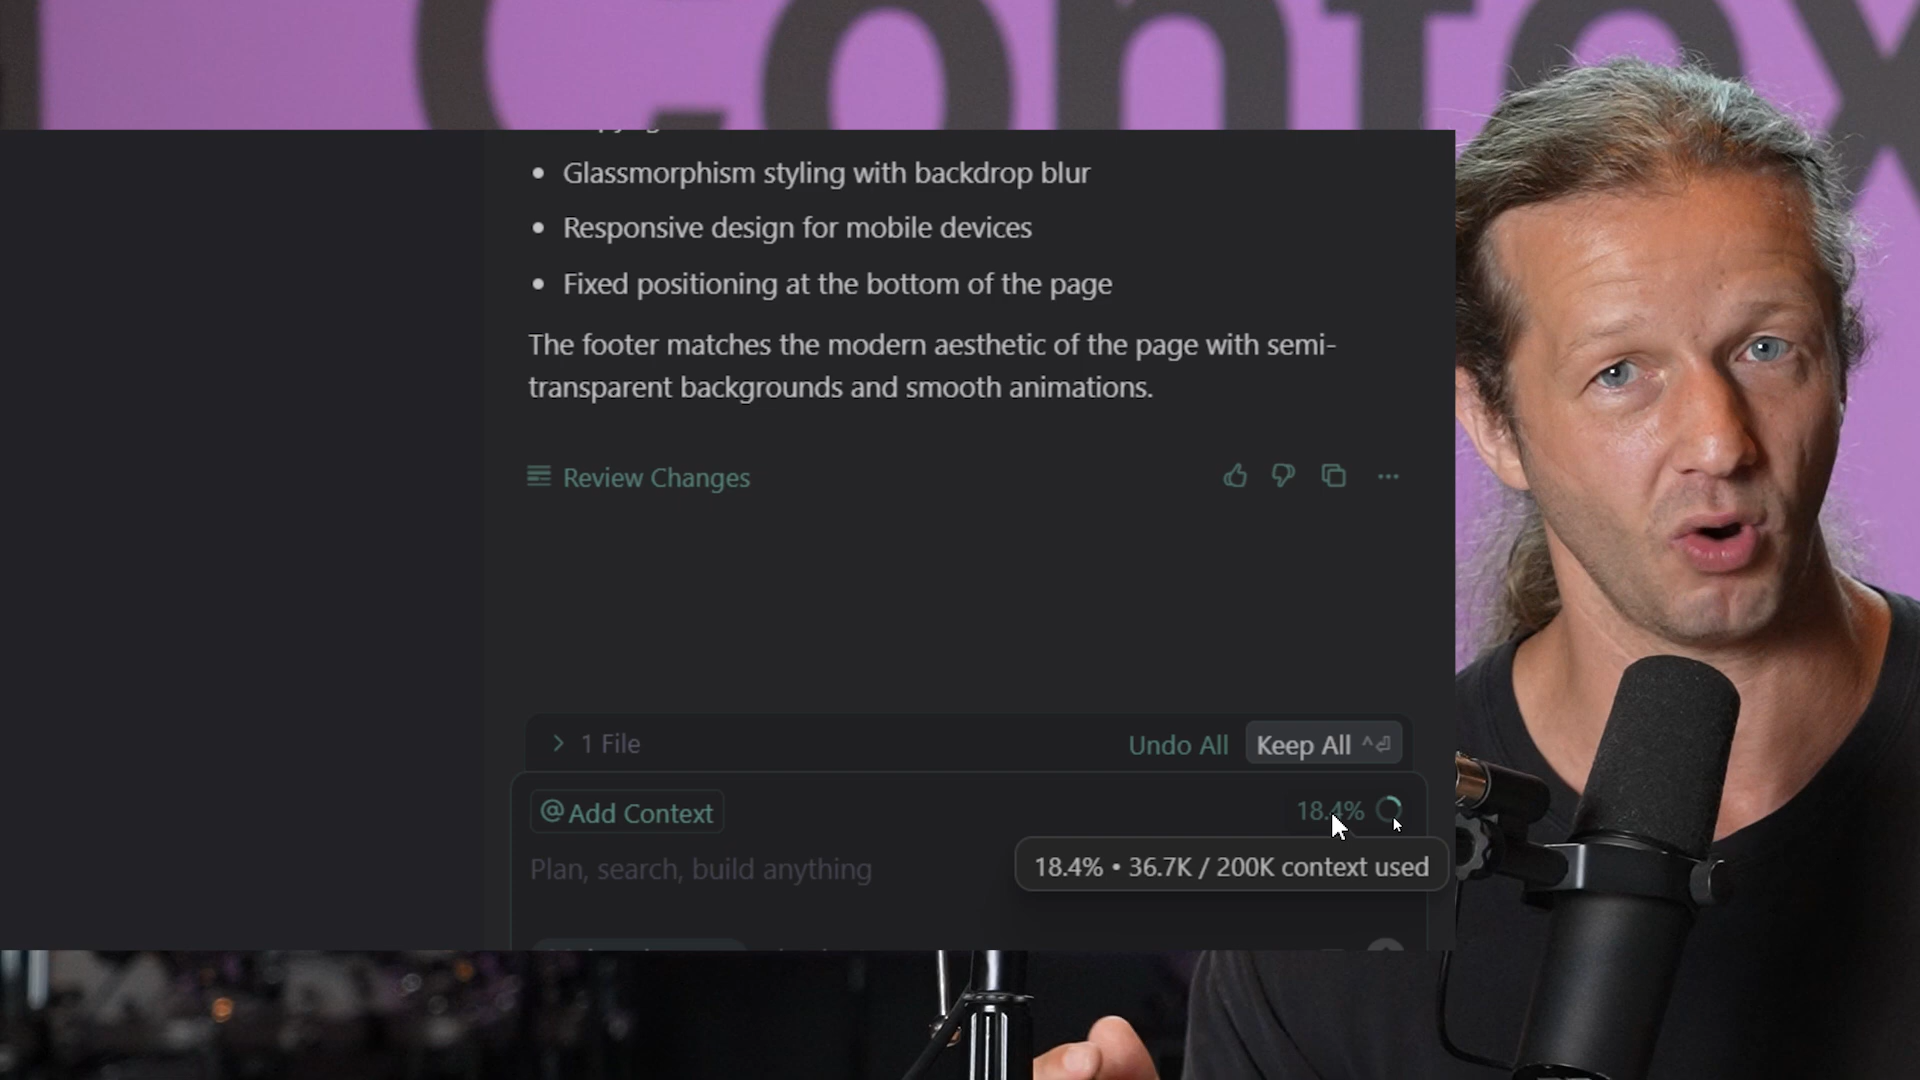 Contex
• Glassmorphism styling with backdrop blur
• Responsive design for mobile devices
• Fixed positioning at the bottom of the page
The footer matches the modern aesthetic of the page with semi-
transparent backgrounds and smooth animations.
Review Changes
> 1 File
Undo All
Keep All ^⏎
@ Add Context
18.4%
Plan, search, build anything
18.4% • 36.7K / 200K context used